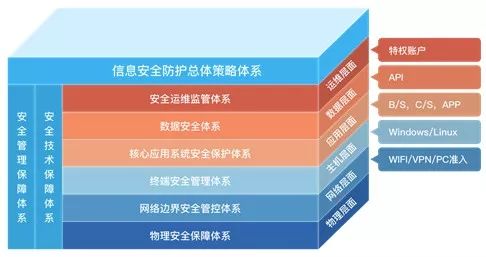 信息安全防护总体策略体系
安全管理保障体系
安全技术保障体系
安全运维监管体系
数据安全体系
核心应用系统安全保护体系
终端安全管理体系
网络边界安全管控体系
物理安全保障体系
运维层面
数据层面
应用层面
主机层面
网络层面
物理层面
特权账户
API
B/S，C/S，APP
Windows/Linux
WIFI/VPN/PC准入